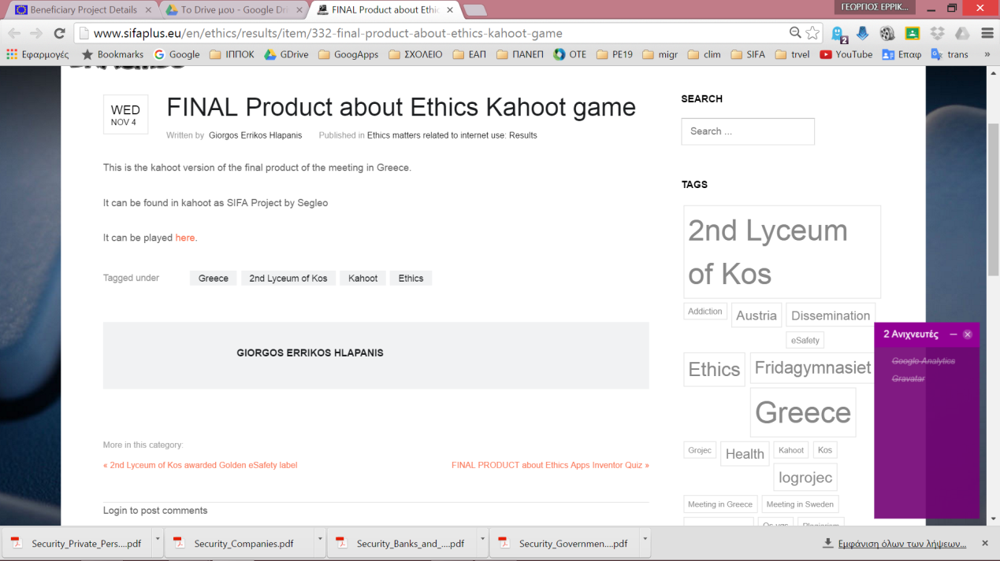 Beneficiary Project Details
Το Drive μου - Google Dri
FINAL Product about Ethic
ΓΕΩΡΓΙΟΣ ΕΡΡΙΚ...
www.sifaplus.eu/en/ethics/results/item/332-final-product-about-ethics-kahoot-game
2
Εφαρμογές Bookmarks Google ΙΠΠΟΚ GDrive GoogApps ΣΧΟΛΕΙΟ ΕΑΠ ΠΑΝΕΠ ΟΤΕ PE19 migr clim SIFA trvel YouTube Επαφ trans »
WED
NOV 4
FINAL Product about Ethics Kahoot game
Written by Giorgos Errikos Hlapanis Published in Ethics matters related to internet use: Results
This is the kahoot version of the final product of the meeting in Greece.
It can be found in kahoot as SIFA Project by Segleo
It can be played here.
Tagged under Greece 2nd Lyceum of Kos Kahoot Ethics
GIORGOS ERRIKOS HLAPANIS
More in this category:
« 2nd Lyceum of Kos awarded Golden eSafety label
FINAL PRODUCT about Ethics Apps Inventor Quiz »
Login to post comments
SEARCH
Search ...
TAGS
2nd Lyceum
of Kos
Addiction Austria Dissemination
eSafety
Ethics Fridagymnasiet
Greece
Grojec Health Kahoot Kos
logrojec
Meeting in Greece Meeting in Sweden
2 Ανιχνευτές
Google Analytics
Gravatar
Security_Private_Pers....pdf
Security_Companies.pdf
Security_Banks_and_....pdf
Security_Governmen....pdf
Εμφάνιση όλων των λήψεων...